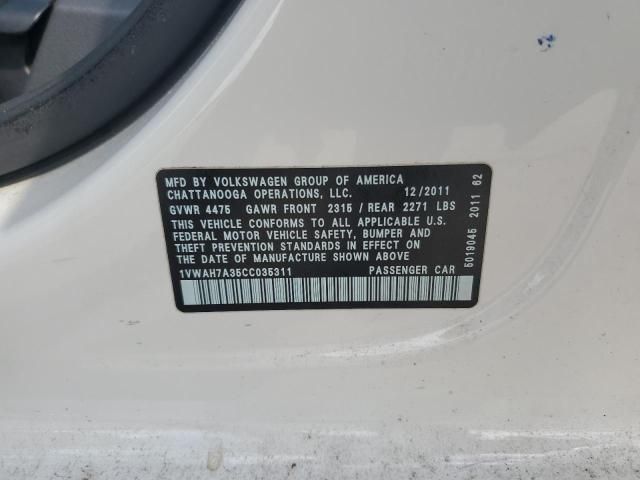 MFD BY VOLKSWAGEN GROUP OF AMERICA
CHATTANOOGA OPERATIONS, LLC. 12/2011
GVWR 4475 GAWR FRONT 2315 / REAR 2271 LBS
THIS VEHICLE CONFORMS TO ALL APPLICABLE U.S.
FEDERAL MOTOR VEHICLE SAFETY, BUMPER AND
THEFT PREVENTION STANDARDS IN EFFECT ON THE
DATE OF MANUFACTURE SHOWN ABOVE
1VWAH7A35CC035311 PASSENGER CAR
5019045 2011 62